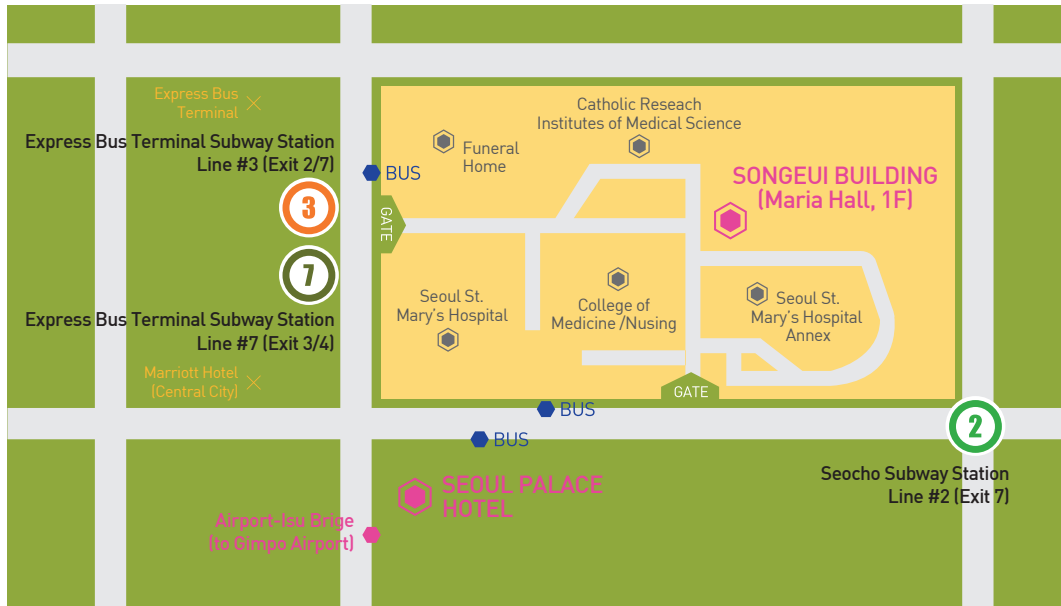 Express Bus
Terminal
Express Bus Terminal Subway Station
Line #3 (Exit 2/7)
3
7
Express Bus Terminal Subway Station
Line #7 (Exit 3/4)
Marriott Hotel
(Central City)
BUS
GATE
Funeral
Home
Catholic Reseach
Institutes of Medical Science
SONGEUI BUILDING
(Maria Hall, 1F)
Seoul St.
Mary's Hospital
College of
Medicine /Nusing
Seoul St.
Mary's Hospital
Annex
GATE
BUS
BUS
2
Seocho Subway Station
Line #2 (Exit 7)
SEOUL PALACE
HOTEL
Airport-Isu Brige
(to Gimpo Airport)